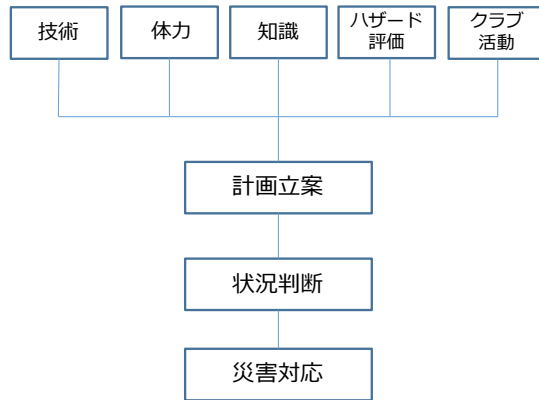 技術
体力
知識
ハザード
評価
クラブ
活動
計画立案
状況判断
災害対応